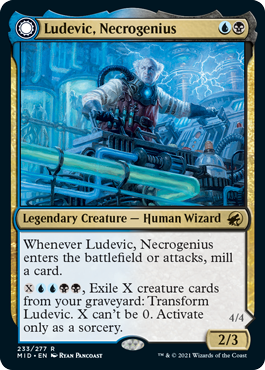 Ludevic, Necrogenius
Legendary Creature — Human Wizard
Whenever Ludevic, Necrogenius
enters the battlefield or attacks, mill
a card.
X, Exile X creature cards
from your graveyard: Transform
Ludevic. X can't be 0. Activate
only as a sorcery.
4/4
2/3
233/277 R
MID • EN RYAN PANCOAST
™ & © 2021 Wizards of the Coast